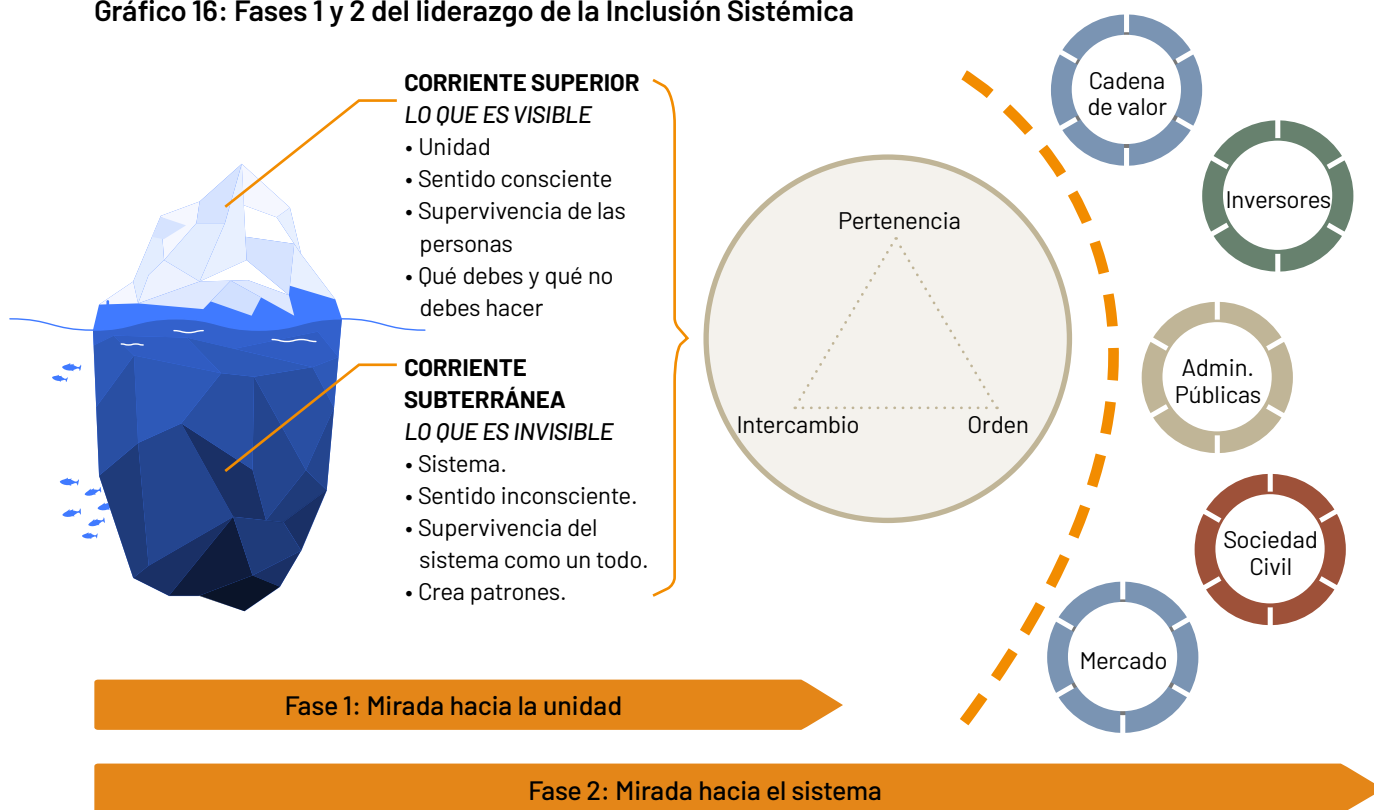 Gráfico 16: Fases 1 y 2 del liderazgo de la Inclusión Sistémica
CORRIENTE SUPERIOR
LO QUE ES VISIBLE
• Unidad
• Sentido consciente
• Supervivencia de las
personas
• Qué debes y qué no
debes hacer
CORRIENTE
SUBTERRÁNEA
LO QUE ES INVISIBLE
• Sistema.
• Sentido inconsciente.
• Supervivencia del
sistema como un todo.
• Crea patrones.
Pertenencia
Intercambio
Orden
Cadena
de valor
Inversores
Admin.
Públicas
Sociedad
Civil
Mercado
Fase 1: Mirada hacia la unidad
Fase 2: Mirada hacia el sistema